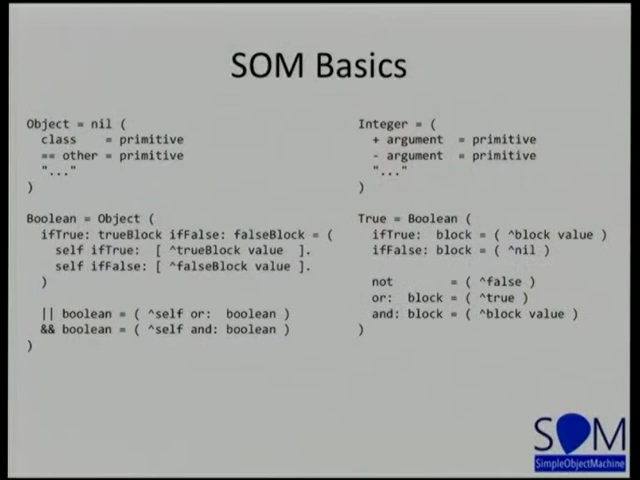 SOM Basics
Object = nil (
class = primitive
== other = primitive
"..."
)
Boolean = Object (
ifTrue: trueBlock ifFalse: falseBlock = (
self ifTrue: [ ^trueBlock value ].
self ifFalse: [ ^falseBlock value ].
)
|| boolean = ( ^self or: boolean )
&& boolean = ( ^self and: boolean )
)
Integer = (
+ argument = primitive
- argument = primitive
"..."
)
True = Boolean (
ifTrue: block = ( ^block value )
ifFalse: block = ( ^nil )
not = ( ^false )
or: block = ( ^true )
and: block = ( ^block value )
)
SOM
SimpleObjectMachine